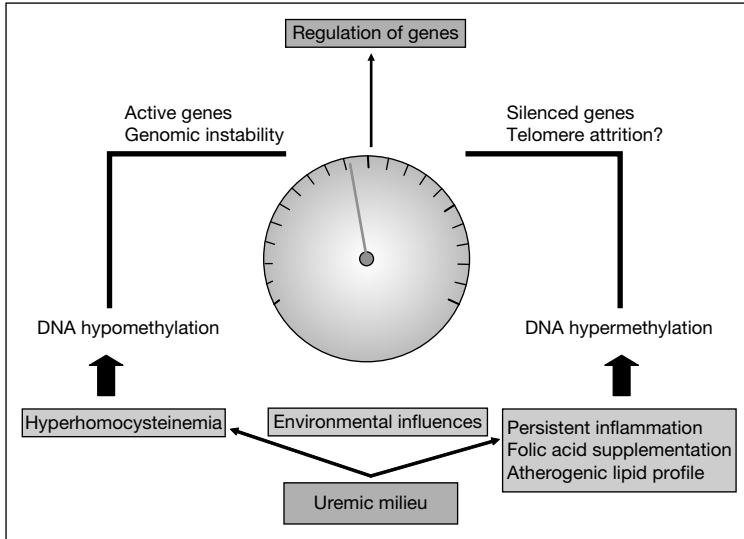 Regulation of genes
Active genes
Genomic instability
Silenced genes
Telomere attrition?
DNA hypomethylation
DNA hypermethylation
Hyperhomocysteinemia
Environmental influences
Persistent inflammation
Folic acid supplementation
Atherogenic lipid profile
Uremic milieu